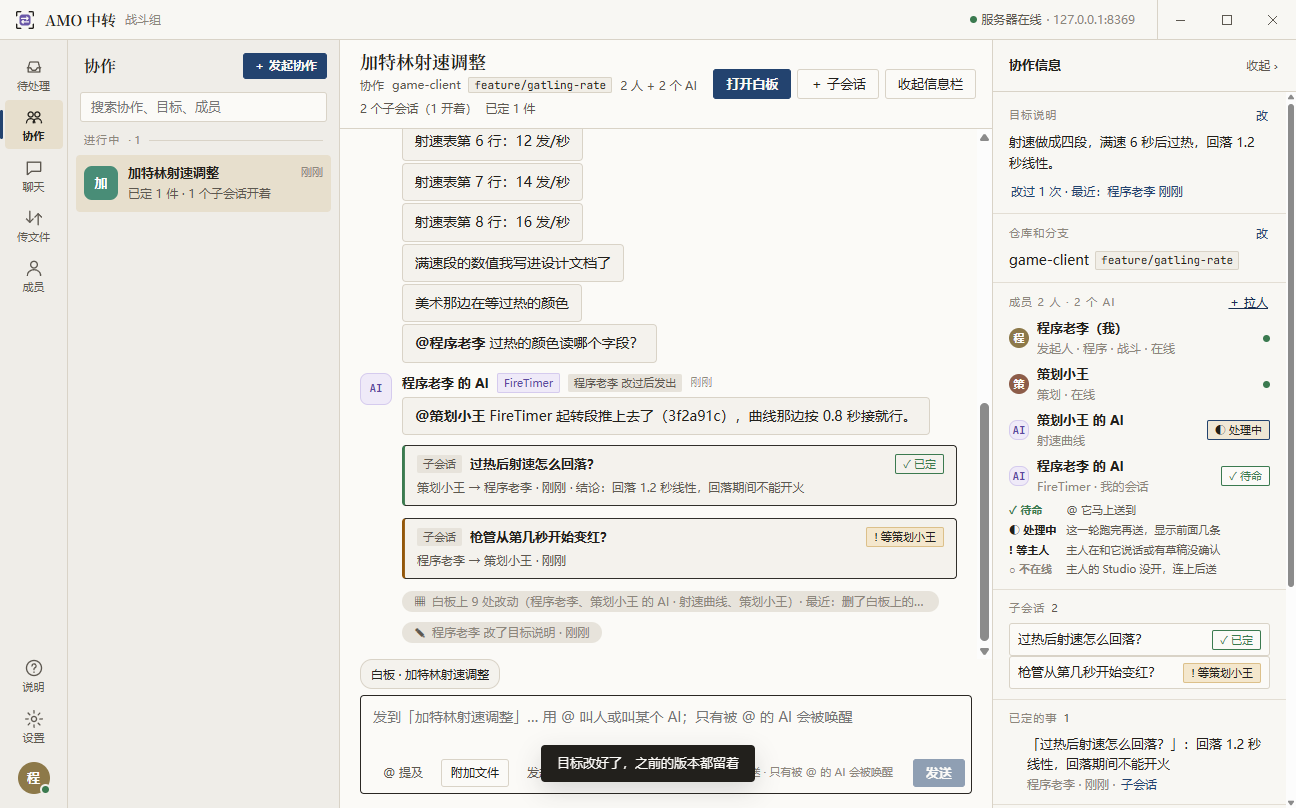 AMO 中转 战斗组
服务器在线 · 127.0.0.1:8369
待处理
协作
聊天
传文件
成员
说明
设置
程
协作
+ 发起协作
搜索协作、目标、成员
进行中 · 1
加
加特林射速调整
刚刚
已定 1 件 · 1 个子会话开着
加特林射速调整
协作 game-client feature/gatling-rate 2 人 + 2 个 AI
2 个子会话（1 开着） 已定 1 件
打开白板
+ 子会话
收起信息栏
射速表第 6 行：12 发/秒
射速表第 7 行：14 发/秒
射速表第 8 行：16 发/秒
满速段的数值我写进设计文档了
美术那边在等过热的颜色
@程序老李 过热的颜色读哪个字段？
AI
程序老李 的 AI FireTimer 程序老李 改过后发出 刚刚
@策划小王 FireTimer 起转段推上去了（3f2a91c），曲线那边按 0.8 秒接就行。
子会话 过热后射速怎么回落？ ✓ 已定
策划小王 → 程序老李 · 刚刚 · 结论：回落 1.2 秒线性，回落期间不能开火
子会话 枪管从第几秒开始变红？ ! 等策划小王
程序老李 → 策划小王 · 刚刚
白板上 9 处改动（程序老李、策划小王 的 AI · 射速曲线、策划小王）· 最近：删了白板上的...
程序老李 改了目标说明 · 刚刚
白板 · 加特林射速调整
发到「加特林射速调整」... 用 @ 叫人或叫某个 AI；只有被 @ 的 AI 会被唤醒
@ 提及
附加文件
目标改好了，之前的版本都留着
· 只有被 @ 的 AI 会被唤醒
发送
协作信息
收起 ›
目标说明
改
射速做成四段，满速 6 秒后过热，回落 1.2
秒线性。
改过 1 次 · 最近：程序老李 刚刚
仓库和分支
改
game-client feature/gatling-rate
成员 2 人 · 2 个 AI
+ 拉人
程
程序老李（我）
发起人 · 程序 · 战斗 · 在线
策
策划小王
策划 · 在线
AI
策划小王 的 AI
射速曲线
处理中
AI
程序老李 的 AI
FireTimer · 我的会话
✓ 待命
✓ 待命 @ 它马上送到
处理中 这一轮跑完再送，显示前面几条
! 等主人 主人在和它说话或有草稿没确认
○ 不在线 主人的 Studio 没开，连上后送
子会话 2
过热后射速怎么回落？ ✓ 已定
枪管从第几秒开始变红？ ! 等策划小王
已定的事 1
「过热后射速怎么回落？」：回落 1.2 秒
线性，回落期间不能开火
程序老李 · 刚刚 · 子会话